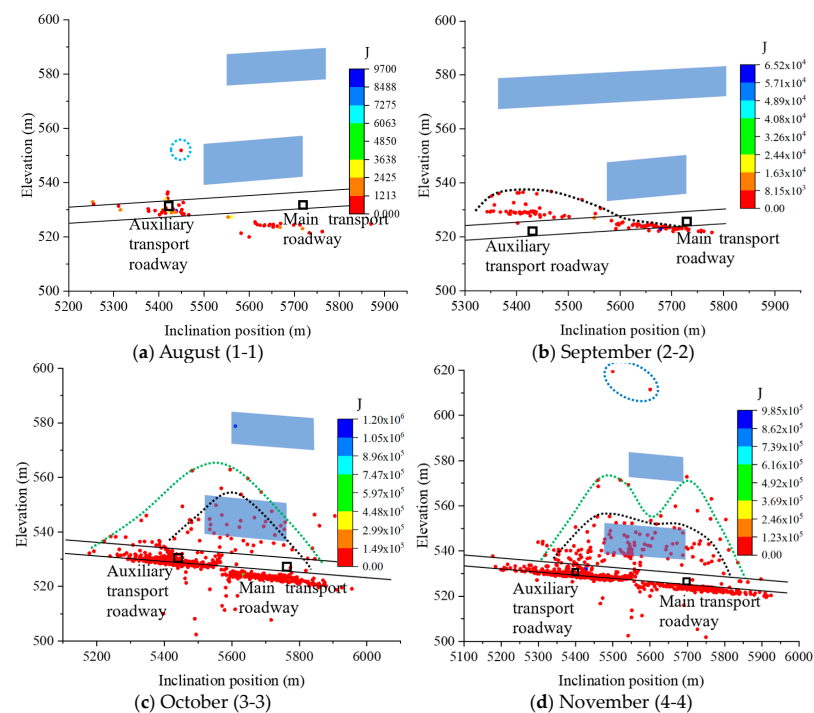 600
580
560
540
520
500
Elevation (m)
5200
5300
5400
5500
5600
5700
5800
5900
Inclination position (m)
J
9700
8488
7275
6063
4850
3638
2425
1213
0.000
Auxiliary
transport
roadway
Main transport
roadway
(a) August (1-1)
600
580
560
540
520
500
Elevation (m)
5300
5400
5500
5600
5700
5800
Inclination position (m)
J
6.52x10⁴
5.71x10⁴
4.89x10⁴
4.08x10⁴
3.26x10⁴
2.44x10⁴
1.63x10⁴
8.15x10³
0.00
Auxiliary
transport roadway
Main transport
roadway
(b) September (2-2)
600
580
560
540
520
500
Elevation (m)
5200
5400
5600
5800
6000
Inclination position (m)
J
1.20x10⁶
1.05x10⁶
8.96x10⁵
7.47x10⁵
5.97x10⁵
4.48x10⁵
2.99x10⁵
1.49x10⁵
0.00
Auxiliary
transport
roadway
Main transport
roadway
(c) October (3-3)
620
600
580
560
540
520
500
Elevation (m)
5100
5200
5300
5400
5500
5600
5700
5800
5900
6000
Inclination position (m)
J
9.85x10⁵
8.62x10⁵
7.39x10⁵
6.16x10⁵
4.92x10⁵
3.69x10⁵
2.46x10⁵
1.23x10⁵
0.00
Auxiliary
transport
roadway
Main transport
roadway
(d) November (4-4)